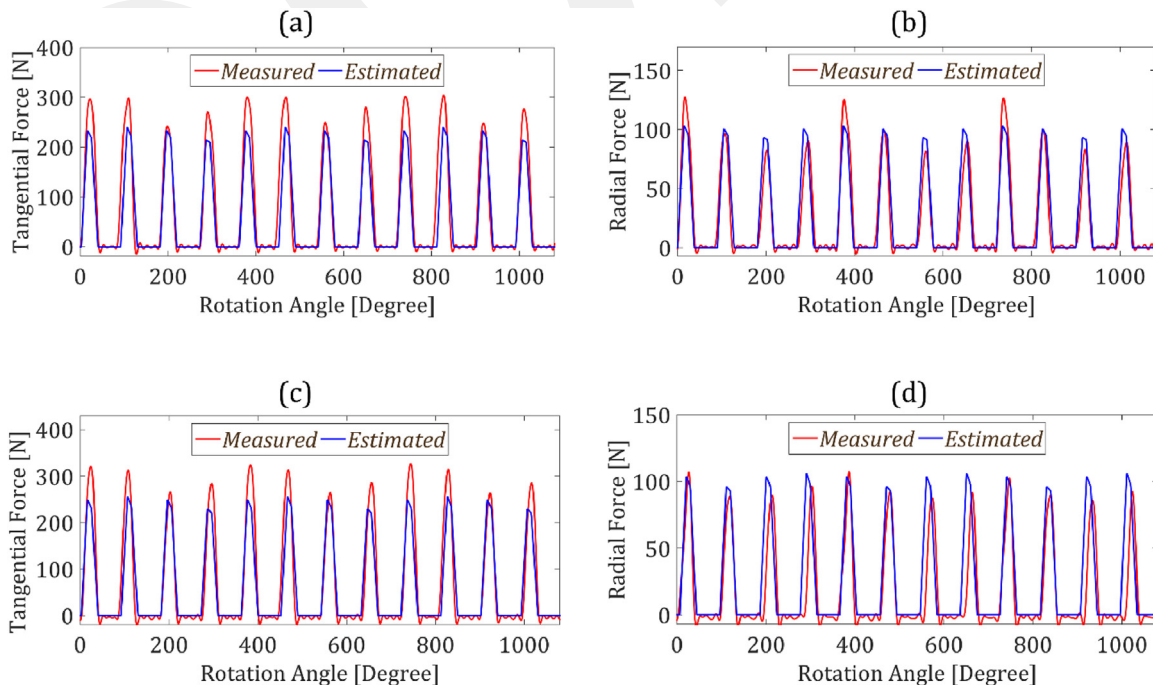 (a)
Tangential Force [N]
400
300
200
100
0
Measured Estimated
0 200 400 600 800 1000
Rotation Angle [Degree]
(b)
Radial Force [N]
150
100
50
0
Measured Estimated
0 200 400 600 800 1000
Rotation Angle [Degree]
(c)
Tangential Force [N]
400
300
200
100
0
Measured Estimated
0 200 400 600 800 1000
Rotation Angle [Degree]
(d)
Radial Force [N]
150
100
50
0
Measured Estimated
0 200 400 600 800 1000
Rotation Angle [Degree]